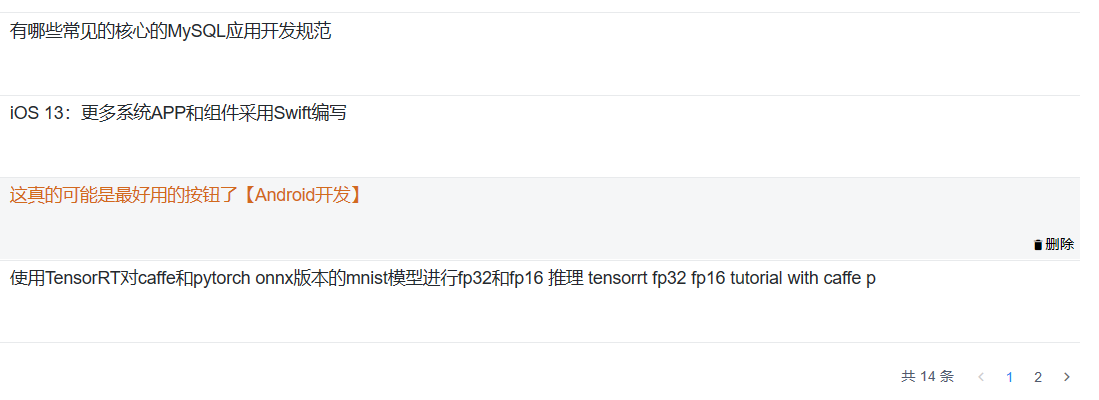 有哪些常见的核心的MySQL应用开发规范
iOS 13：更多系统APP和组件采用Swift编写
这真的可能是最好用的按钮了【Android开发】
删除
使用TensorRT对caffe和pytorch onnx版本的mnist模型进行fp32和fp16 推理 tensorrt fp32 fp16 tutorial with caffe p
共 14 条 1 2